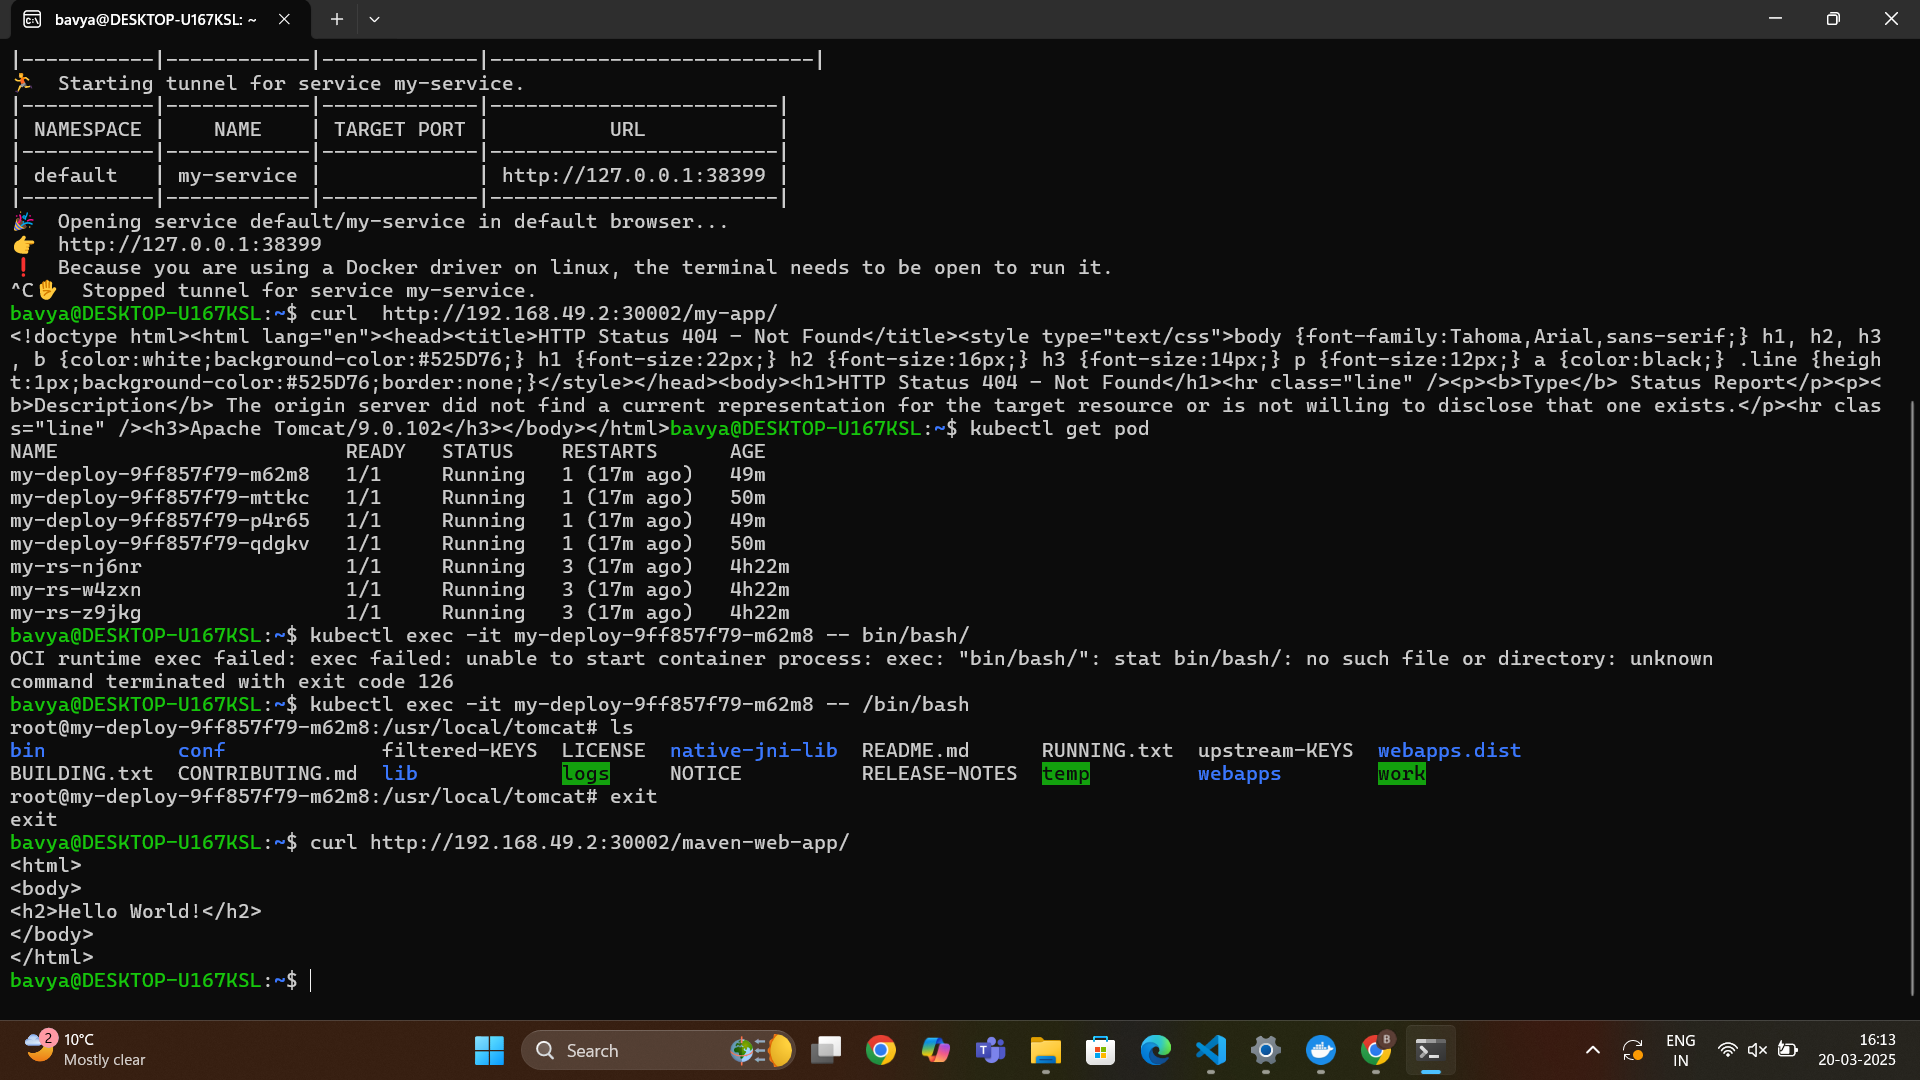 bavya@DESKTOP-U167KSL: ~
|-----------|------------|-------------|---------------------------|
🏃  Starting tunnel for service my-service.
|-----------|------------|-------------|------------------------|
| NAMESPACE |    NAME    | TARGET PORT |          URL           |
|-----------|------------|-------------|------------------------|
| default   | my-service |             | http://127.0.0.1:38399 |
|-----------|------------|-------------|------------------------|
🎉  Opening service default/my-service in default browser...
👉  http://127.0.0.1:38399
❗  Because you are using a Docker driver on linux, the terminal needs to be open to run it.
^C✋  Stopped tunnel for service my-service.
bavya@DESKTOP-U167KSL:~$ curl  http://192.168.49.2:30002/my-app/
<!doctype html><html lang="en"><head><title>HTTP Status 404 – Not Found</title><style type="text/css">body {font-family:Tahoma,Arial,sans-serif;} h1, h2, h3
, b {color:white;background-color:#525D76;} h1 {font-size:22px;} h2 {font-size:16px;} h3 {font-size:14px;} p {font-size:12px;} a {color:black;} .line {heigh
t:1px;background-color:#525D76;border:none;}</style></head><body><h1>HTTP Status 404 – Not Found</h1><hr class="line" /><p><b>Type</b> Status Report</p><p><
b>Description</b> The origin server did not find a current representation for the target resource or is not willing to disclose that one exists.</p><hr clas
s="line" /><h3>Apache Tomcat/9.0.102</h3></body></html>bavya@DESKTOP-U167KSL:~$ kubectl get pod
NAME                        READY   STATUS    RESTARTS      AGE
my-deploy-9ff857f79-m62m8   1/1     Running   1 (17m ago)   49m
my-deploy-9ff857f79-mttkc   1/1     Running   1 (17m ago)   50m
my-deploy-9ff857f79-p4r65   1/1     Running   1 (17m ago)   49m
my-deploy-9ff857f79-qdgkv   1/1     Running   1 (17m ago)   50m
my-rs-nj6nr                 1/1     Running   3 (17m ago)   4h22m
my-rs-w4zxn                 1/1     Running   3 (17m ago)   4h22m
my-rs-z9jkg                 1/1     Running   3 (17m ago)   4h22m
bavya@DESKTOP-U167KSL:~$ kubectl exec -it my-deploy-9ff857f79-m62m8 -- bin/bash/
OCI runtime exec failed: exec failed: unable to start container process: exec: "bin/bash/": stat bin/bash/: no such file or directory: unknown
command terminated with exit code 126
bavya@DESKTOP-U167KSL:~$ kubectl exec -it my-deploy-9ff857f79-m62m8 -- /bin/bash
root@my-deploy-9ff857f79-m62m8:/usr/local/tomcat# ls
bin           conf             filtered-KEYS  LICENSE  native-jni-lib  README.md      RUNNING.txt  upstream-KEYS  webapps.dist
BUILDING.txt  CONTRIBUTING.md  lib            logs     NOTICE          RELEASE-NOTES  temp         webapps        work
root@my-deploy-9ff857f79-m62m8:/usr/local/tomcat# exit
exit
bavya@DESKTOP-U167KSL:~$ curl http://192.168.49.2:30002/maven-web-app/
<html>
<body>
<h2>Hello World!</h2>
</body>
</html>
bavya@DESKTOP-U167KSL:~$
2
10°C
Mostly clear
Search
B
ENG
IN
16:13
20-03-2025